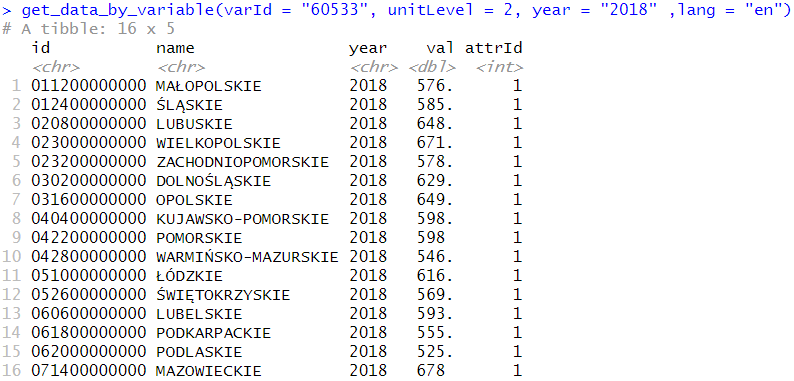 > get_data_by_variable(varId = "60533", unitLevel = 2, year = "2018" ,lang = "en")
# A tibble: 16 x 5
id name year val attrId
<chr> <chr> <chr> <dbl> <int>
1 011200000000 MAŁOPOLSKIE 2018 576. 1
2 012400000000 ŚLĄSKIE 2018 585. 1
3 020800000000 LUBUSKIE 2018 648. 1
4 023000000000 WIELKOPOLSKIE 2018 671. 1
5 023200000000 ZACHODNIOPOMORSKIE 2018 578. 1
6 030200000000 DOLNOŚLĄSKIE 2018 629. 1
7 031600000000 OPOLSKIE 2018 649. 1
8 040400000000 KUJAWSKO-POMORSKIE 2018 598. 1
9 042200000000 POMORSKIE 2018 598 1
10 042800000000 WARMIŃSKO-MAZURSKIE 2018 546. 1
11 051000000000 ŁÓDZKIE 2018 616. 1
12 052600000000 ŚWIĘTOKRZYSKIE 2018 569. 1
13 060600000000 LUBELSKIE 2018 593. 1
14 061800000000 PODKARPACKIE 2018 555. 1
15 062000000000 PODLASKIE 2018 525. 1
16 071400000000 MAZOWIECKIE 2018 678 1